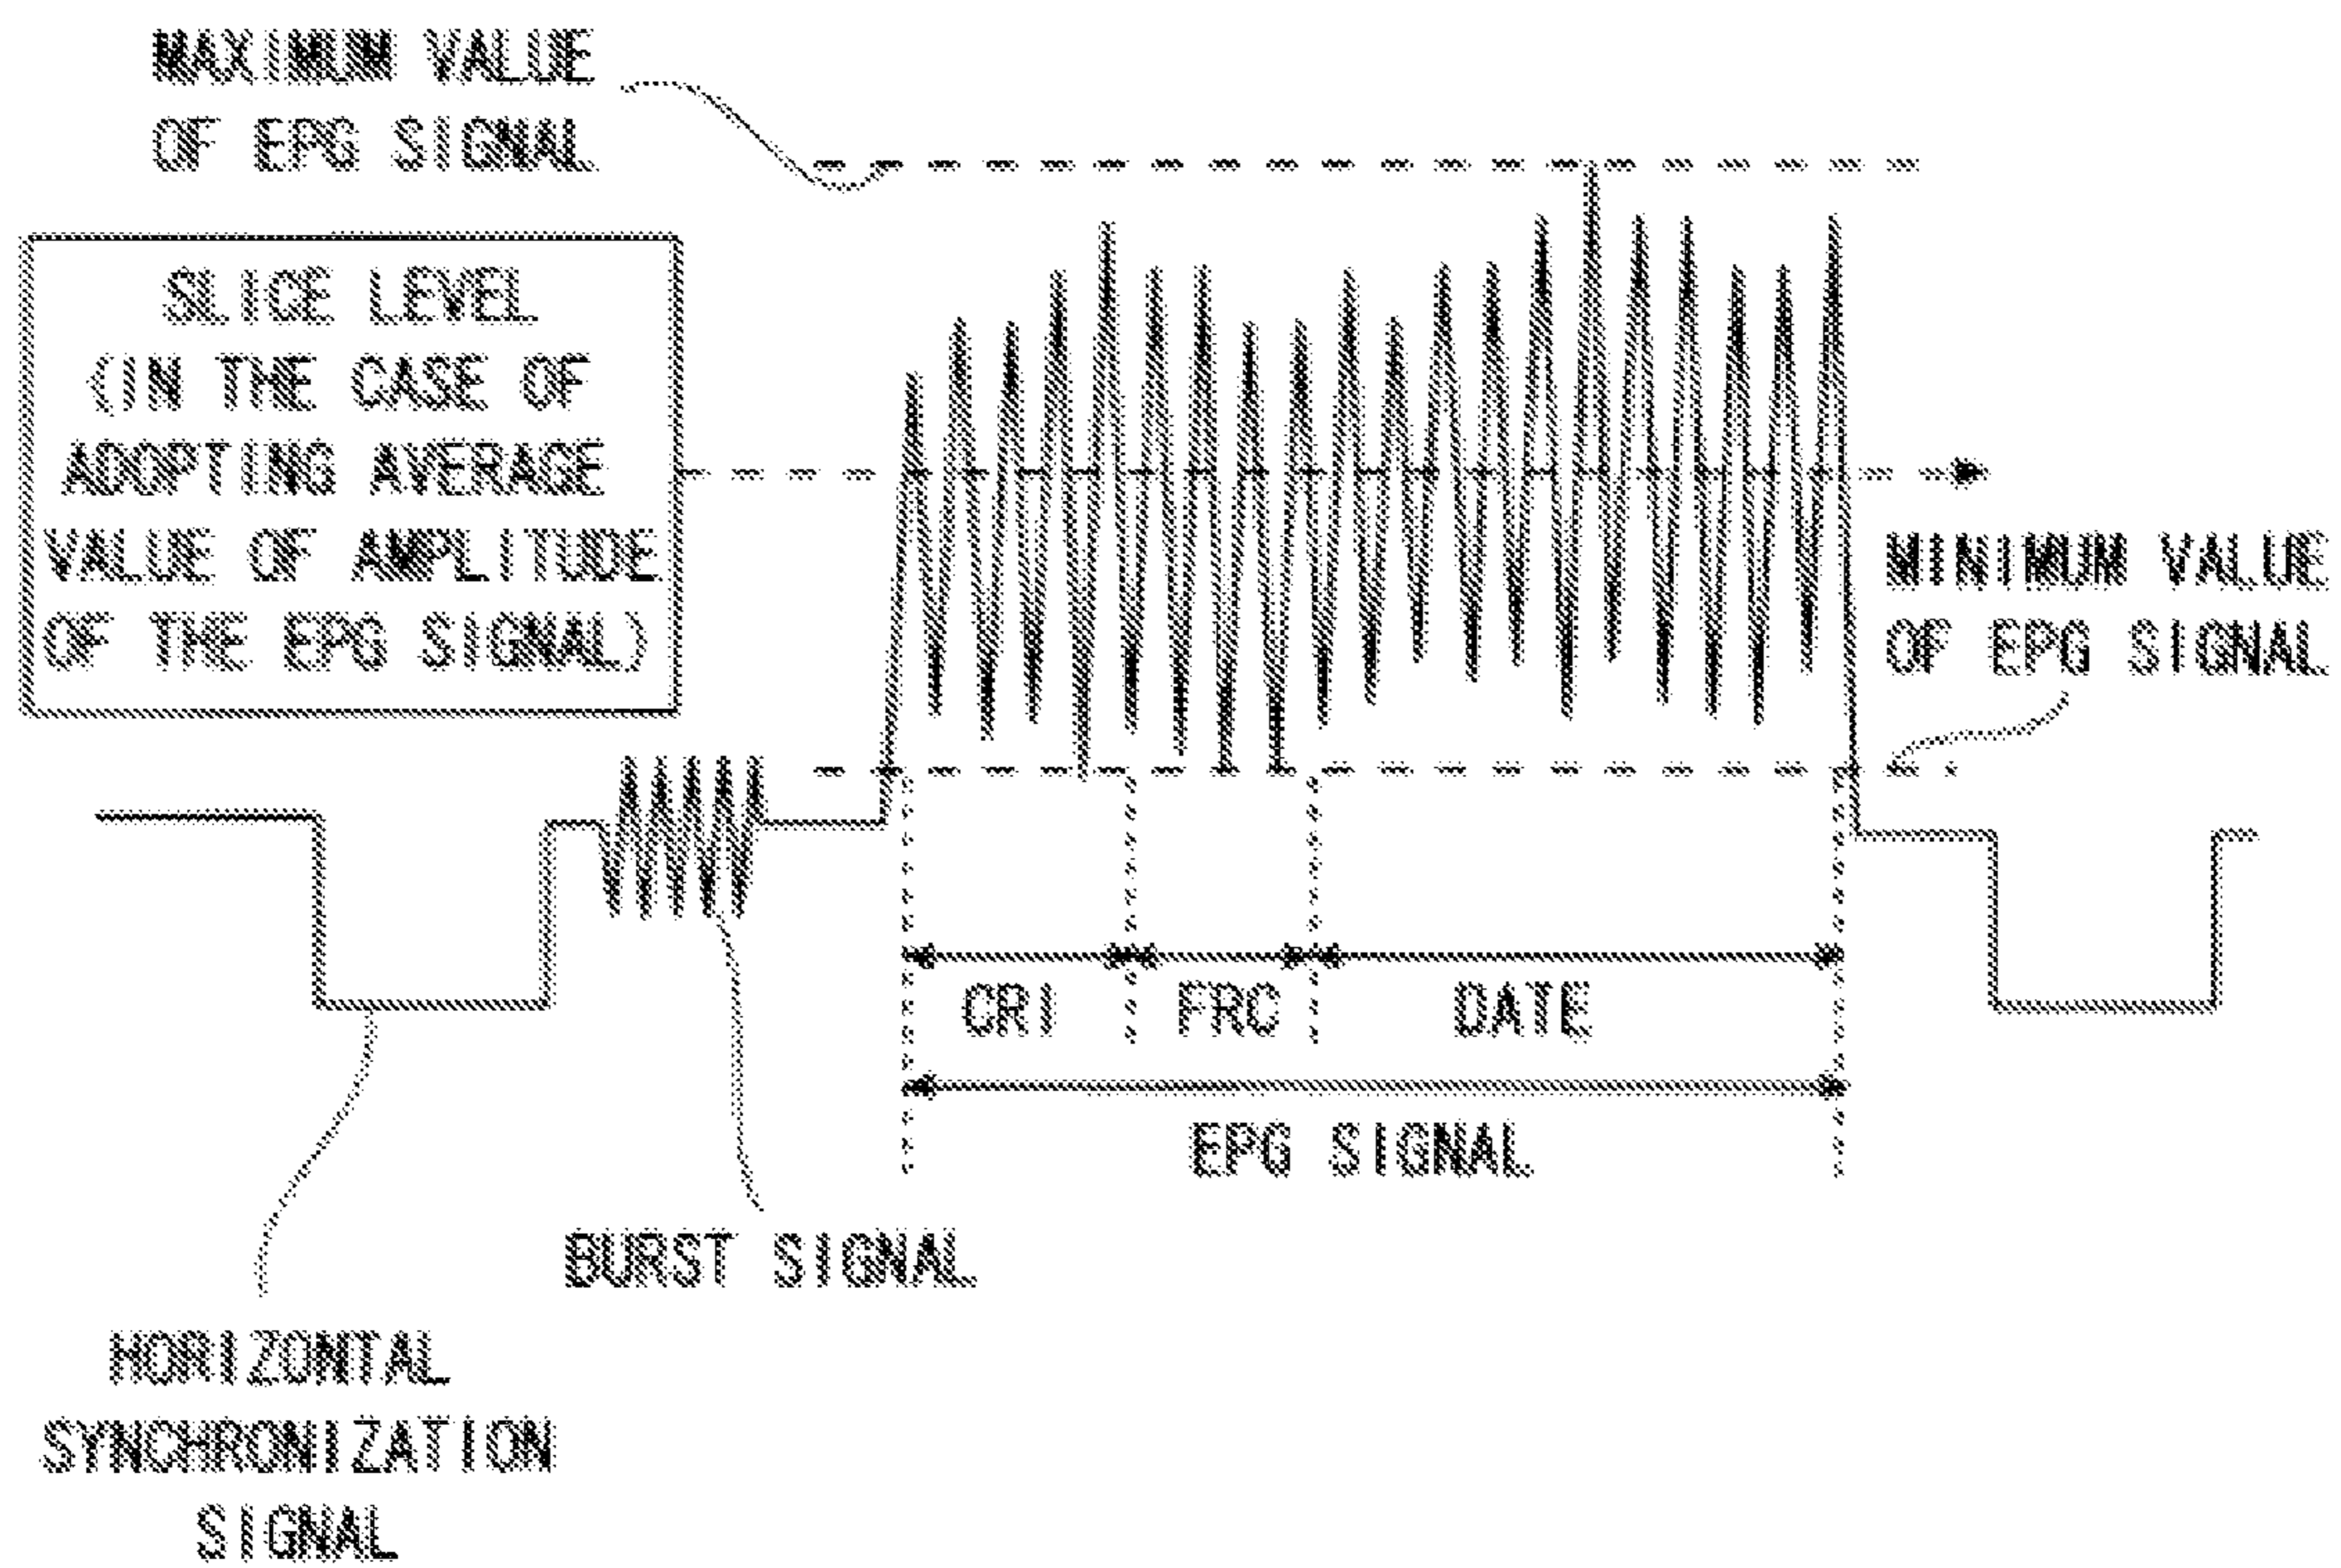 MAXIMUM VALUE
OF EPG SIGNAL
SLICE LEVEL
(IN THE CASE OF
ADOPTING AVERAGE
VALUE OF AMPLITUDE
OF THE EPG SIGNAL)
MINIMUM VALUE
OF EPG SIGNAL
CRI
FRC
DATE
EPG SIGNAL
BURST SIGNAL
HORIZONTAL
SYNCHRONIZATION
SIGNAL